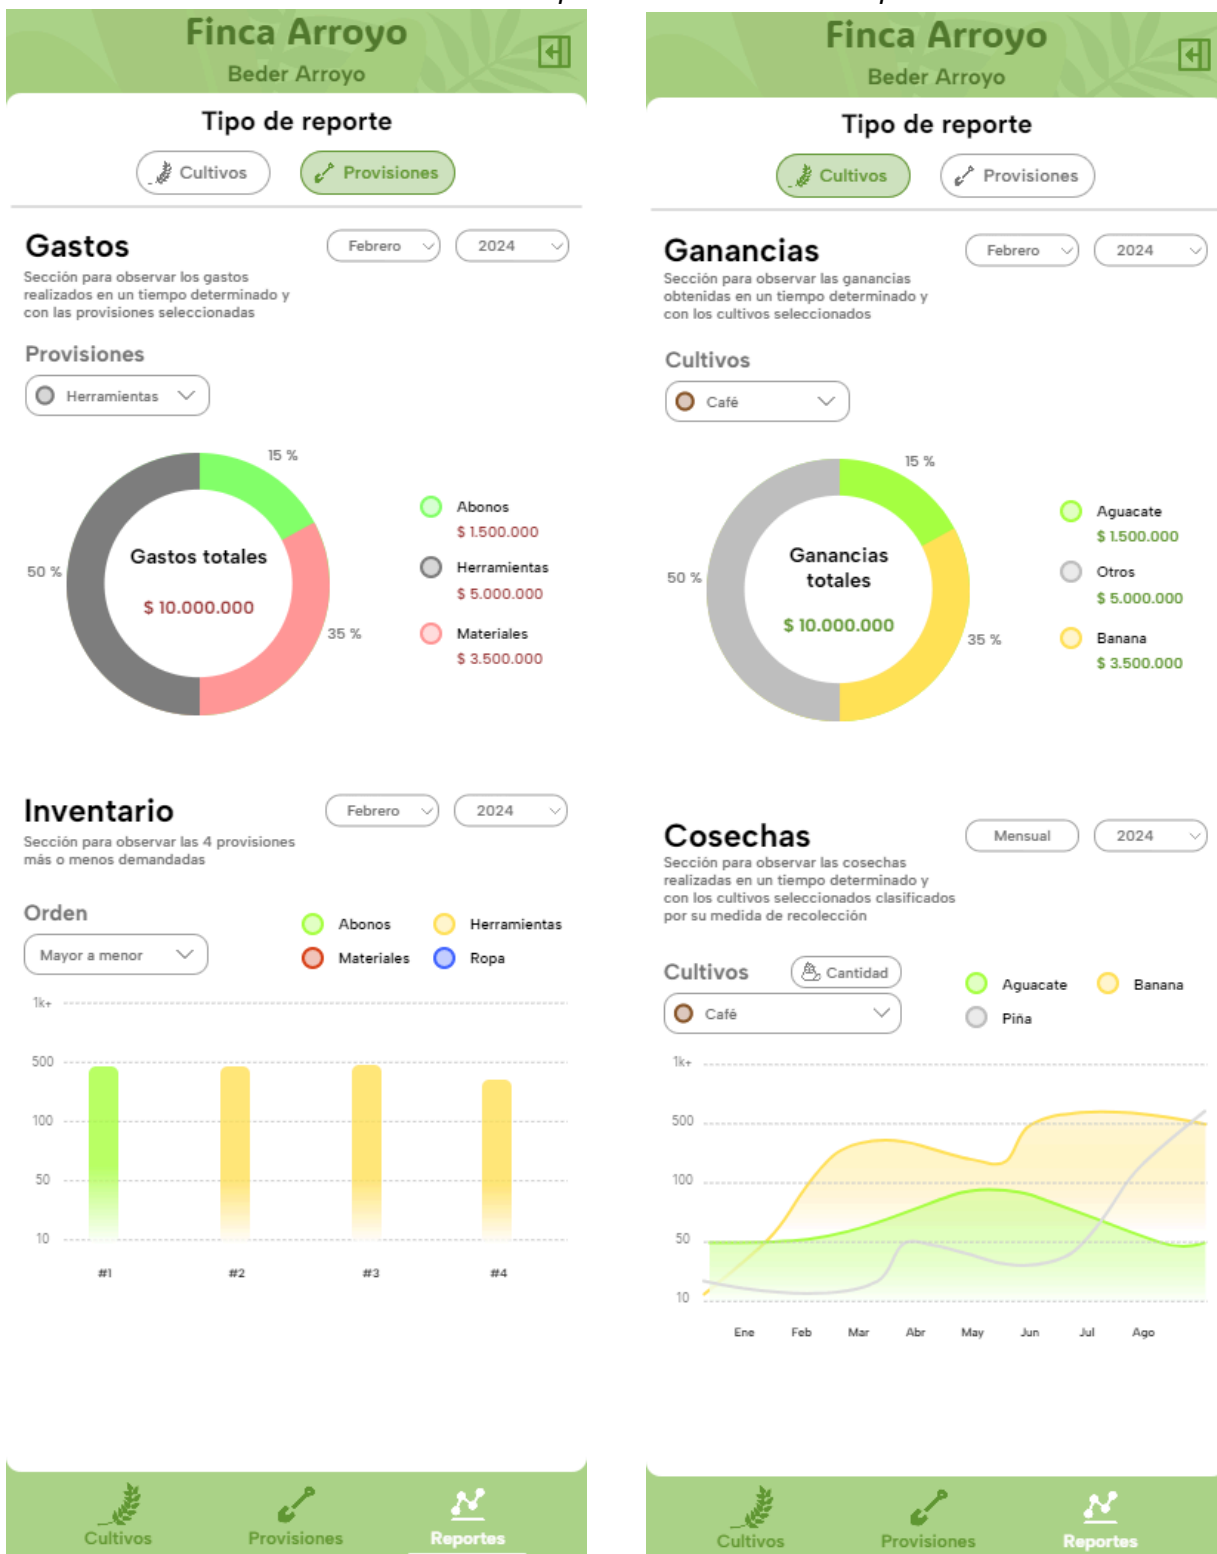 Finca Arroyo
Beder Arroyo
Tipo de reporte
Cultivos
Provisiones
Gastos
Febrero
2024
Sección para observar los gastos
realizados en un tiempo determinado y
con las provisiones seleccionadas
Provisiones
Herramientas
15 %
50 %
35 %
Gastos totales
$ 10.000.000
Abonos
$ 1.500.000
Herramientas
$ 5.000.000
Materiales
$ 3.500.000
Inventario
Febrero
2024
Sección para observar las 4 provisiones
más o menos demandadas
Orden
Mayor a menor
Abonos
Herramientas
Materiales
Ropa
1k+
500
100
50
10
#1
#2
#3
#4
Cultivos
Provisiones
Reportes
Finca Arroyo
Beder Arroyo
Tipo de reporte
Cultivos
Provisiones
Ganancias
Febrero
2024
Sección para observar las ganancias
obtenidas en un tiempo determinado y
con los cultivos seleccionados
Cultivos
Café
15 %
50 %
35 %
Ganancias
totales
$ 10.000.000
Aguacate
$ 1.500.000
Otros
$ 5.000.000
Banana
$ 3.500.000
Cosechas
Mensual
2024
Sección para observar las cosechas
realizadas en un tiempo determinado y
con los cultivos seleccionados clasificados
por su medida de recolección
Cultivos
Cantidad
Café
Aguacate
Banana
Piña
1k+
500
100
50
10
Ene
Feb
Mar
Abr
May
Jun
Jul
Ago
Cultivos
Provisiones
Reportes